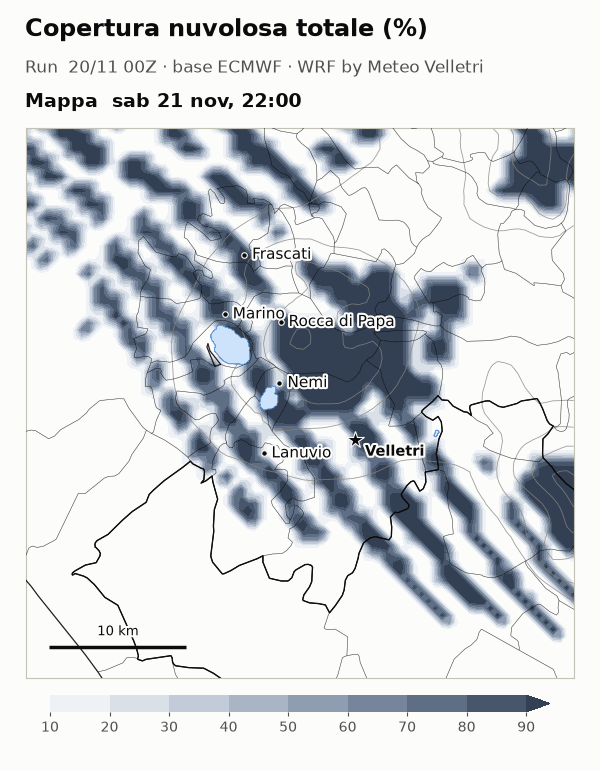 Copertura nuvolosa totale (%)
Run  20/11 00Z · base ECMWF · WRF by Meteo Velletri
Mappa  sab 21 nov, 22:00
Frascati
Marino
Rocca di Papa
Nemi
Velletri
Lanuvio
10 km
10 20 30 40 50 60 70 80 90